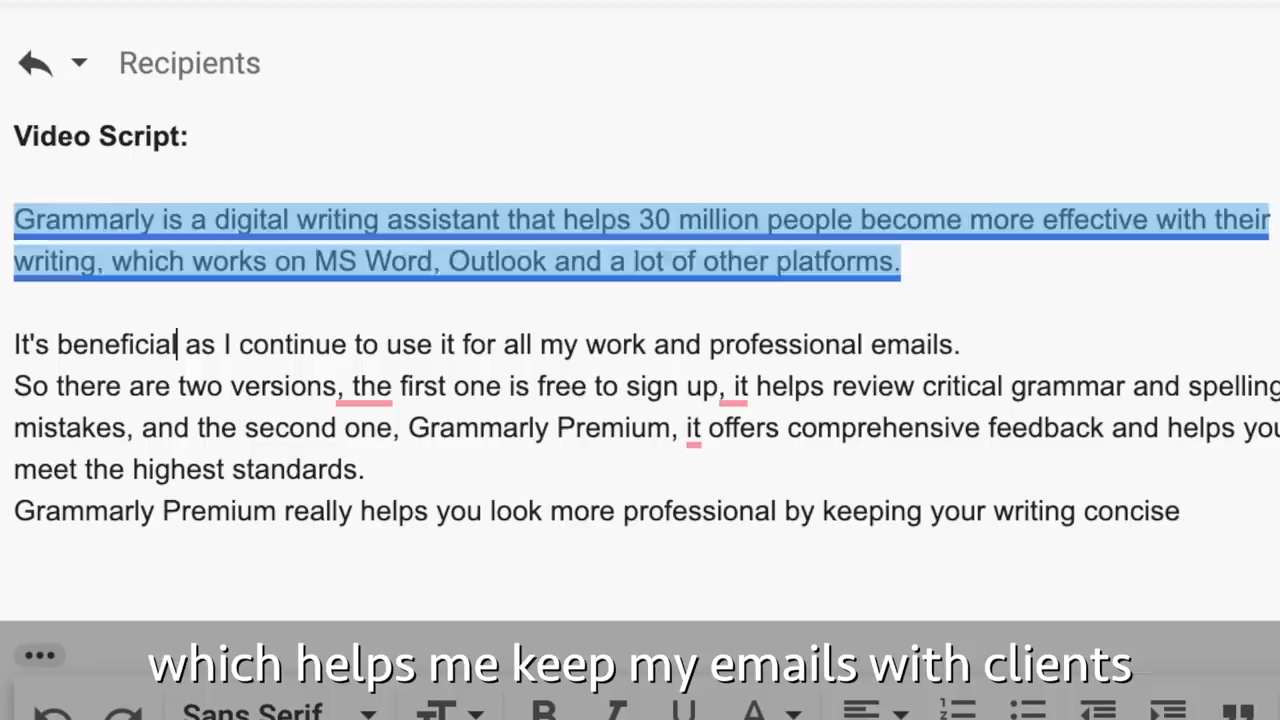 Recipients
Video Script:
Grammarly is a digital writing assistant that helps 30 million people become more effective with their
writing, which works on MS Word, Outlook and a lot of other platforms.
It's beneficial as I continue to use it for all my work and professional emails.
So there are two versions, the first one is free to sign up, it helps review critical grammar and spelling
mistakes, and the second one, Grammarly Premium, it offers comprehensive feedback and helps you
meet the highest standards.
Grammarly Premium really helps you look more professional by keeping your writing concise
which helps me keep my emails with clients
Sans Serif